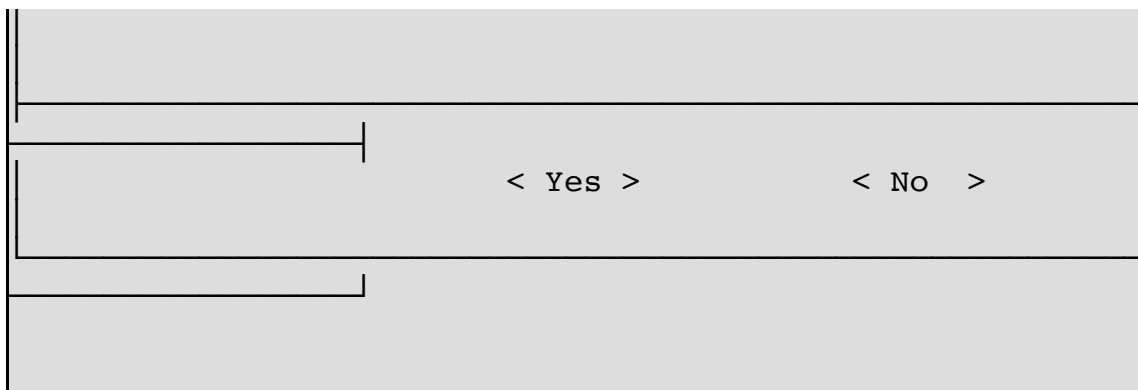 < Yes > < No  >